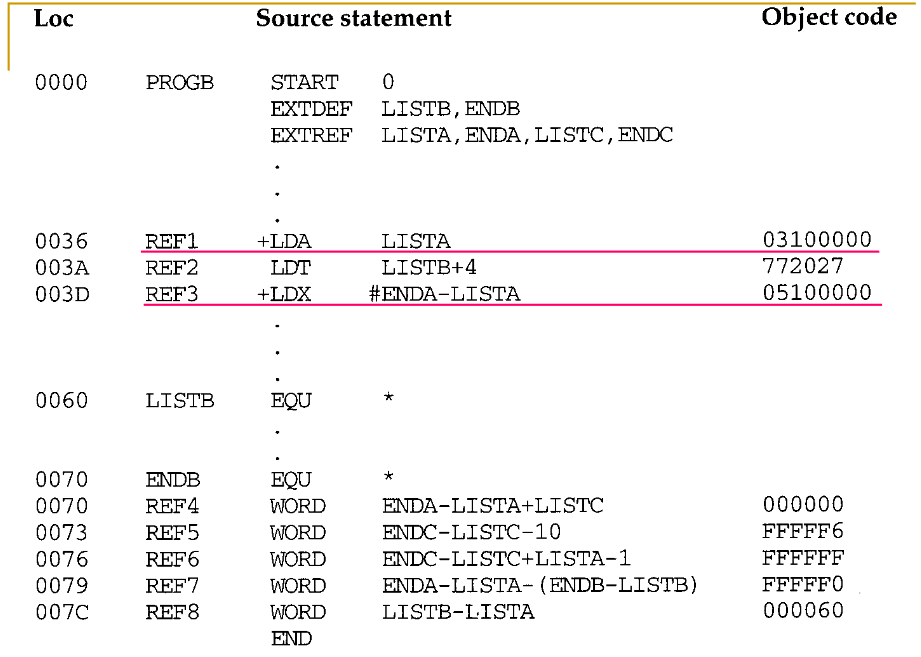 Loc Source statement Object code
0000 PROGB START 0
EXTDEF LISTB,ENDB
EXTREF LISTA,ENDA,LISTC,ENDC
.
.
.
0036 REF1 +LDA LISTA 03100000
003A REF2 LDT LISTB+4 772027
003D REF3 +LDX #ENDA-LISTA 05100000
.
.
.
0060 LISTB EQU *
.
.
0070 ENDB EQU *
0070 REF4 WORD ENDA-LISTA+LISTC 000000
0073 REF5 WORD ENDC-LISTC-10 FFFFF6
0076 REF6 WORD ENDC-LISTC+LISTA-1 FFFFFF
0079 REF7 WORD ENDA-LISTA-(ENDB-LISTB) FFFFF0
007C REF8 WORD LISTB-LISTA 000060
END